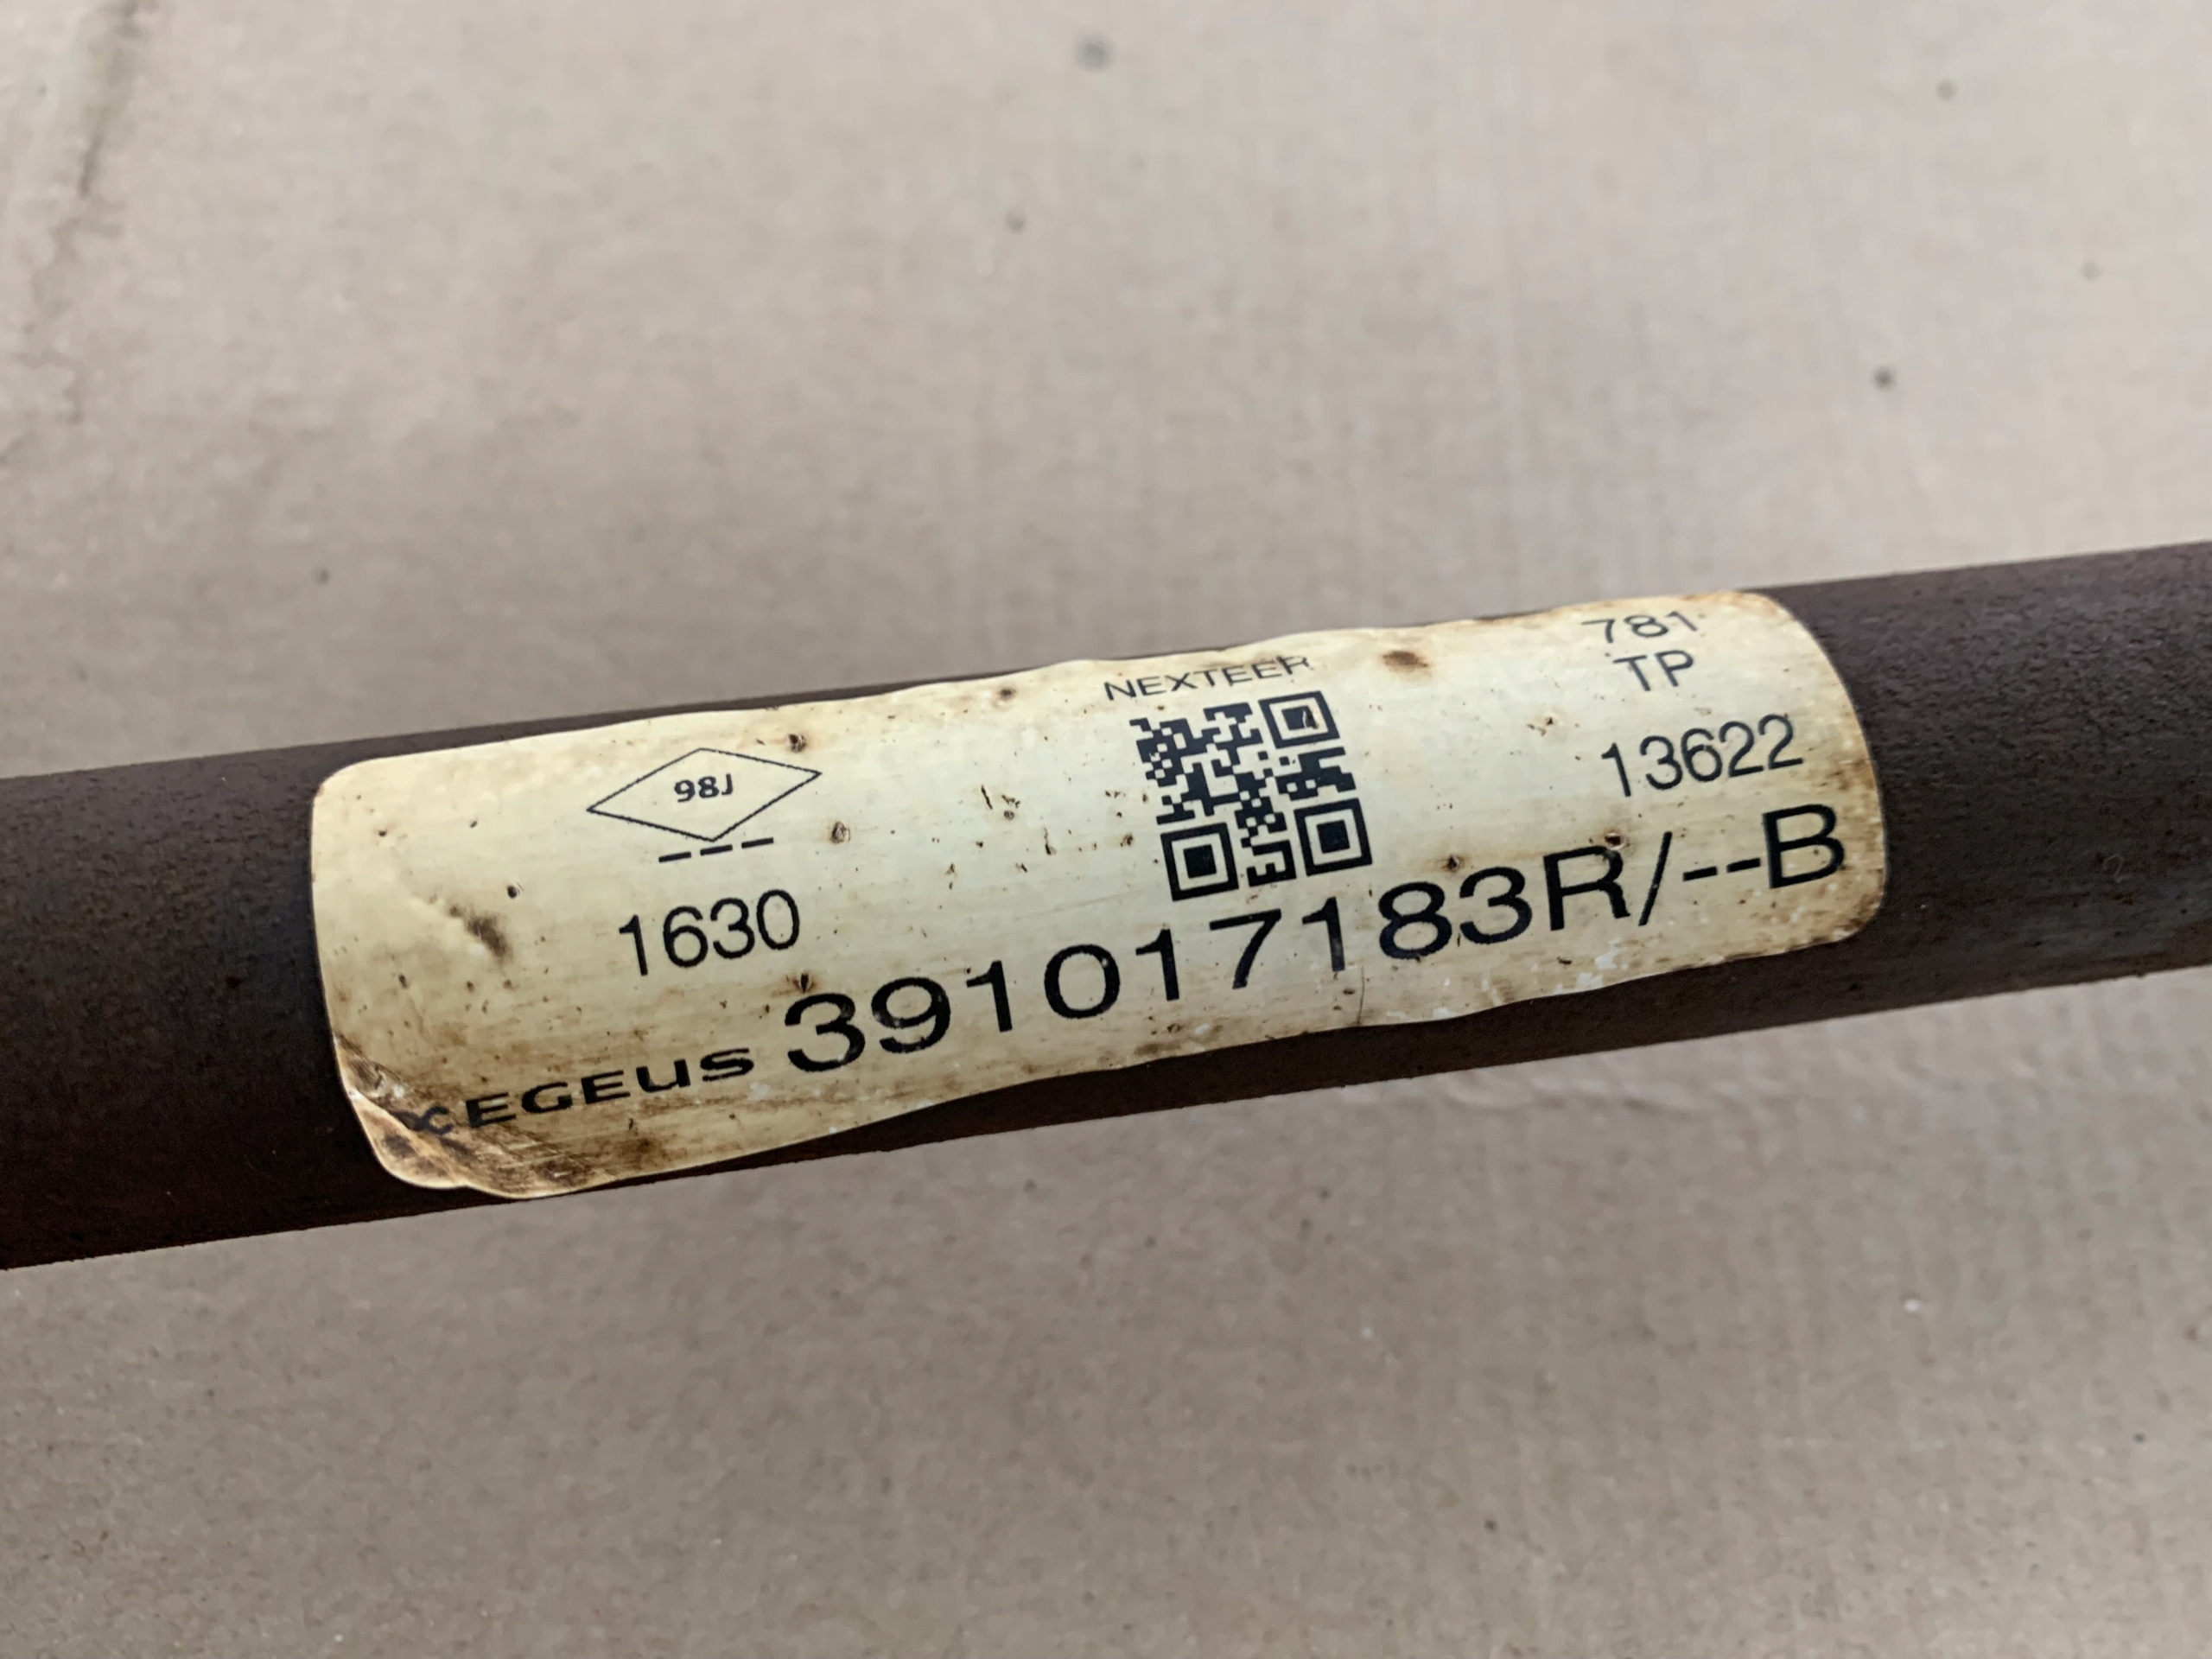 781
TP
13622
NEXTEER
98J
---
1630
∝EGEus 391017183R/--B